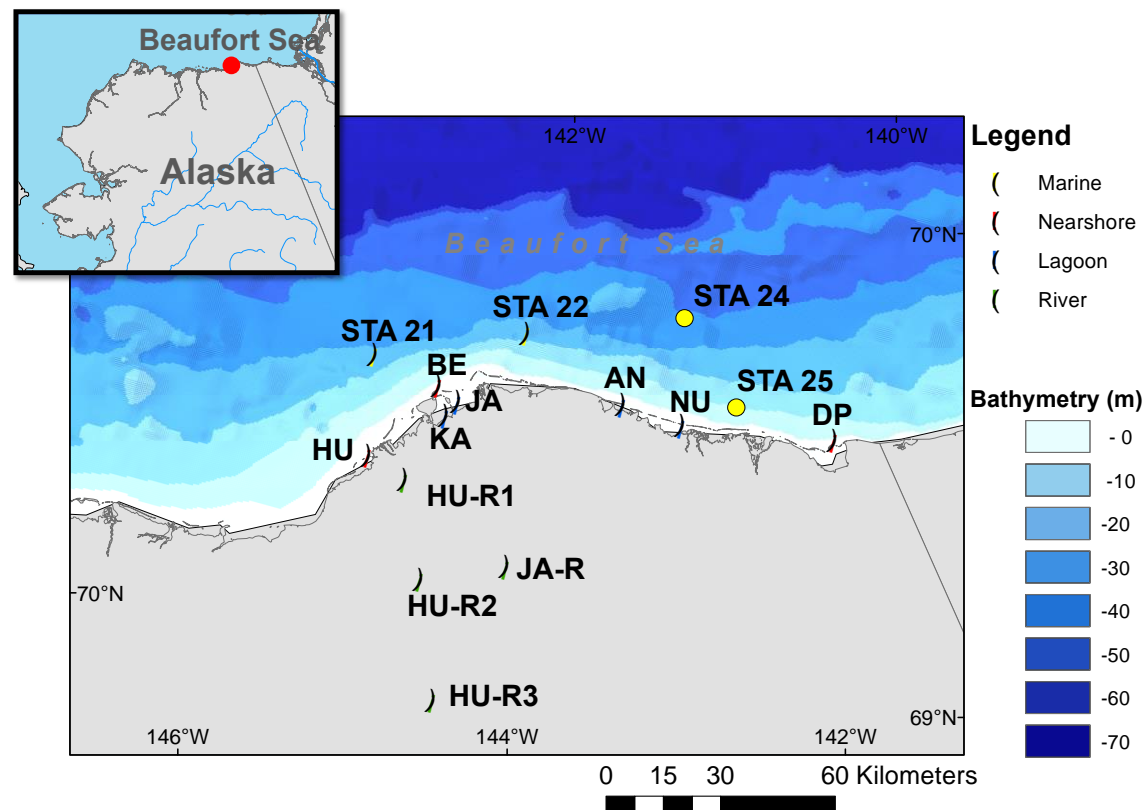 Beaufort Sea
Alaska
142°W
140°W
70°N
Beaufort Sea
STA 24
STA 22
STA 21
BE
JA
AN
STA 25
KA
NU
DP
HU
HU-R1
JA-R
70°N
HU-R2
HU-R3
69°N
146°W
144°W
142°W
0 15 30 60 Kilometers
Legend
Marine
Nearshore
Lagoon
River
Bathymetry (m)
- 0
-10
-20
-30
-40
-50
-60
-70